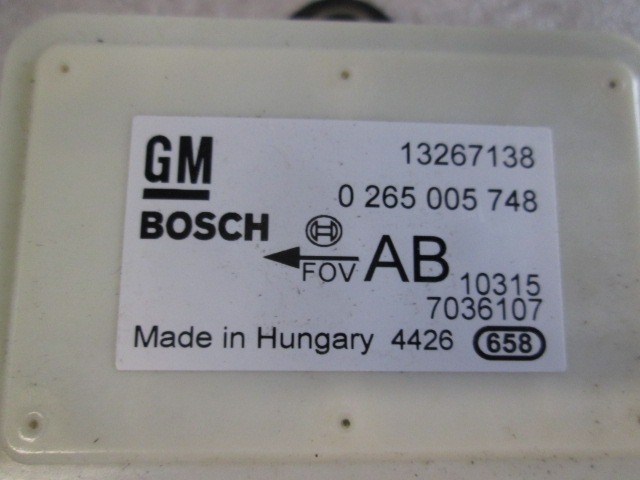 GM
13267138
0 265 005 748
BOSCH
FOV
AB
10315
7036107
Made in Hungary 4426 658